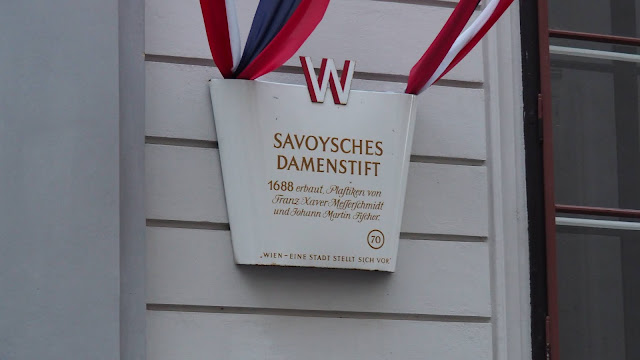 W
SAVOYSCHES
DAMENSTIFT
1688 erbaut. Plastiken von
Franz Xaver Messerschmidt
und Johann Martin Fischer.
70
„WIEN – EINE STADT STELLT SICH VOR"